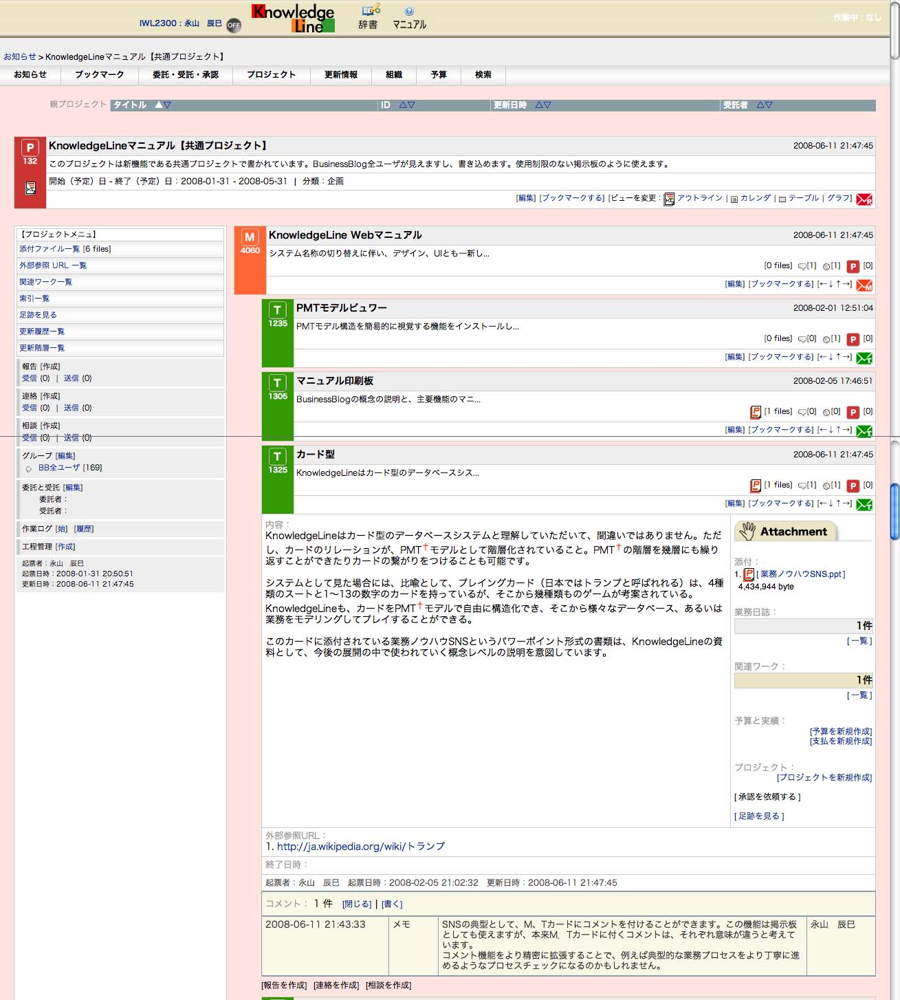 IWL2300：永山　辰巳 OFF Knowledge Line 辞書 マニュアル 作業中：なし
お知らせ > KnowledgeLineマニュアル【共通プロジェクト】
お知らせ ブックマーク 委託・受託・承認 プロジェクト 更新情報 組織 予算 検索
親プロジェクト タイトル ▲▽ ID △▽ 更新日時 △▽ 受託者 △▽
P 132 KnowledgeLineマニュアル【共通プロジェクト】 2008-06-11 21:47:45
このプロジェクトは新機能である共通プロジェクトで書かれています。BusinessBlog全ユーザが見えますし、書き込めます。使用制限のない掲示板のように使えます。
開始（予定）日 - 終了（予定）日：2008-01-31 - 2008-05-31 | 分類：企画
[編集] [ブックマークする] [ビューを変更： アウトライン | カレンダ | テーブル | グラフ] P
【プロジェクトメニュ】
添付ファイル一覧 [6 files]
外部参照 URL 一覧
関連ワーク一覧
索引一覧
足跡を見る
更新履歴一覧
更新階層一覧
報告 [作成]
受信 (0) | 送信 (0)
連絡 [作成]
受信 (0) | 送信 (0)
相談 [作成]
受信 (0) | 送信 (0)
グループ [編集]
BB全ユーザ [169]
委託と受託 [編集]
委託者：
受託者：
作業ログ [始] [履歴]
工程管理 [作成]
起票者：永山　辰巳
起票日時：2008-01-31 20:50:51
更新日時：2008-06-11 21:47:45
M 4060 KnowledgeLine Webマニュアル 2008-06-11 21:47:45
システム名称の切り替えに伴い、デザイン、UIとも一新し...
[0 files] [1] [1] P [0]
[編集] [ブックマークする] [←↓↑→] M
T 1235 PMTモデルビュワー 2008-02-01 12:51:04
PMTモデル構造を簡易的に視覚する機能をインストールし...
[0 files] [0] [1] P [0]
[編集] [ブックマークする] [←↓↑→] T
T 1305 マニュアル印刷板 2008-02-05 17:46:51
BusinessBlogの概念の説明と、主要機能のマニ...
[1 files] [0] [0] P [0]
[編集] [ブックマークする] [←↓↑→] T
T 1325 カード型 2008-06-11 21:47:45
KnowledgeLineはカード型のデータベースシス...
[1 files] [1] [1] P [0]
[編集] [ブックマークする] [←↓↑→] T
内容：
KnowledgeLineはカード型のデータベースシステムと理解していただいて、間違いではありません。ただ
し、カードのリレーションが、PMT†モデルとして階層化されていること。PMT†の階層を幾層にも繰り
返すことができたりカードの繋がりをつけることも可能です。
システムとして見た場合には、比喩として、プレイングカード（日本ではトランプと呼ばれれる）は、4種
類のスートと1〜13の数字のカードを持っているが、そこから幾種類ものゲームが考案されている。
KnowledgeLineも、カードをPMT†モデルで自由に構造化でき、そこから様々なデータベース、あるいは
業務をモデリングしてプレイすることができる。
このカードに添付されている業務ノウハウSNSというパワーポイント形式の書類は、KnowledgeLineの資
料として、今後の展開の中で使われていく概念レベルの説明を意図しています。
Attachment
添付：
1. [ 業務ノウハウSNS.ppt ]
4,434,944 byte
業務日誌：
1件
[ 一覧 ]
関連ワーク：
1件
[ 一覧 ]
予算と実績：
[予算を新規作成]
[支払を新規作成]
プロジェクト：
[プロジェクトを新規作成]
[ 承認を依頼する ]
[ 足跡を見る ]
外部参照URL：
1. http://ja.wikipedia.org/wiki/トランプ
終了日時：
起票者：永山　辰巳　起票日時：2008-02-05 21:02:32　更新日時：2008-06-11 21:47:45
コメント： 1 件 [閉じる] | [書く]
2008-06-11 21:43:33 メモ SNSの典型として、M、Tカードにコメントを付けることができます。この機能は掲示板 永山　辰巳
としても使えますが、本来M，Tカードに付くコメントは、それぞれ意味が違うと考えて
います。
コメント機能をより精密に拡張することで、例えば典型的な業務プロセスをより丁寧に進
めるようなプロセスチェックになるのかもしれません。
[報告を作成] [連絡を作成] [相談を作成]